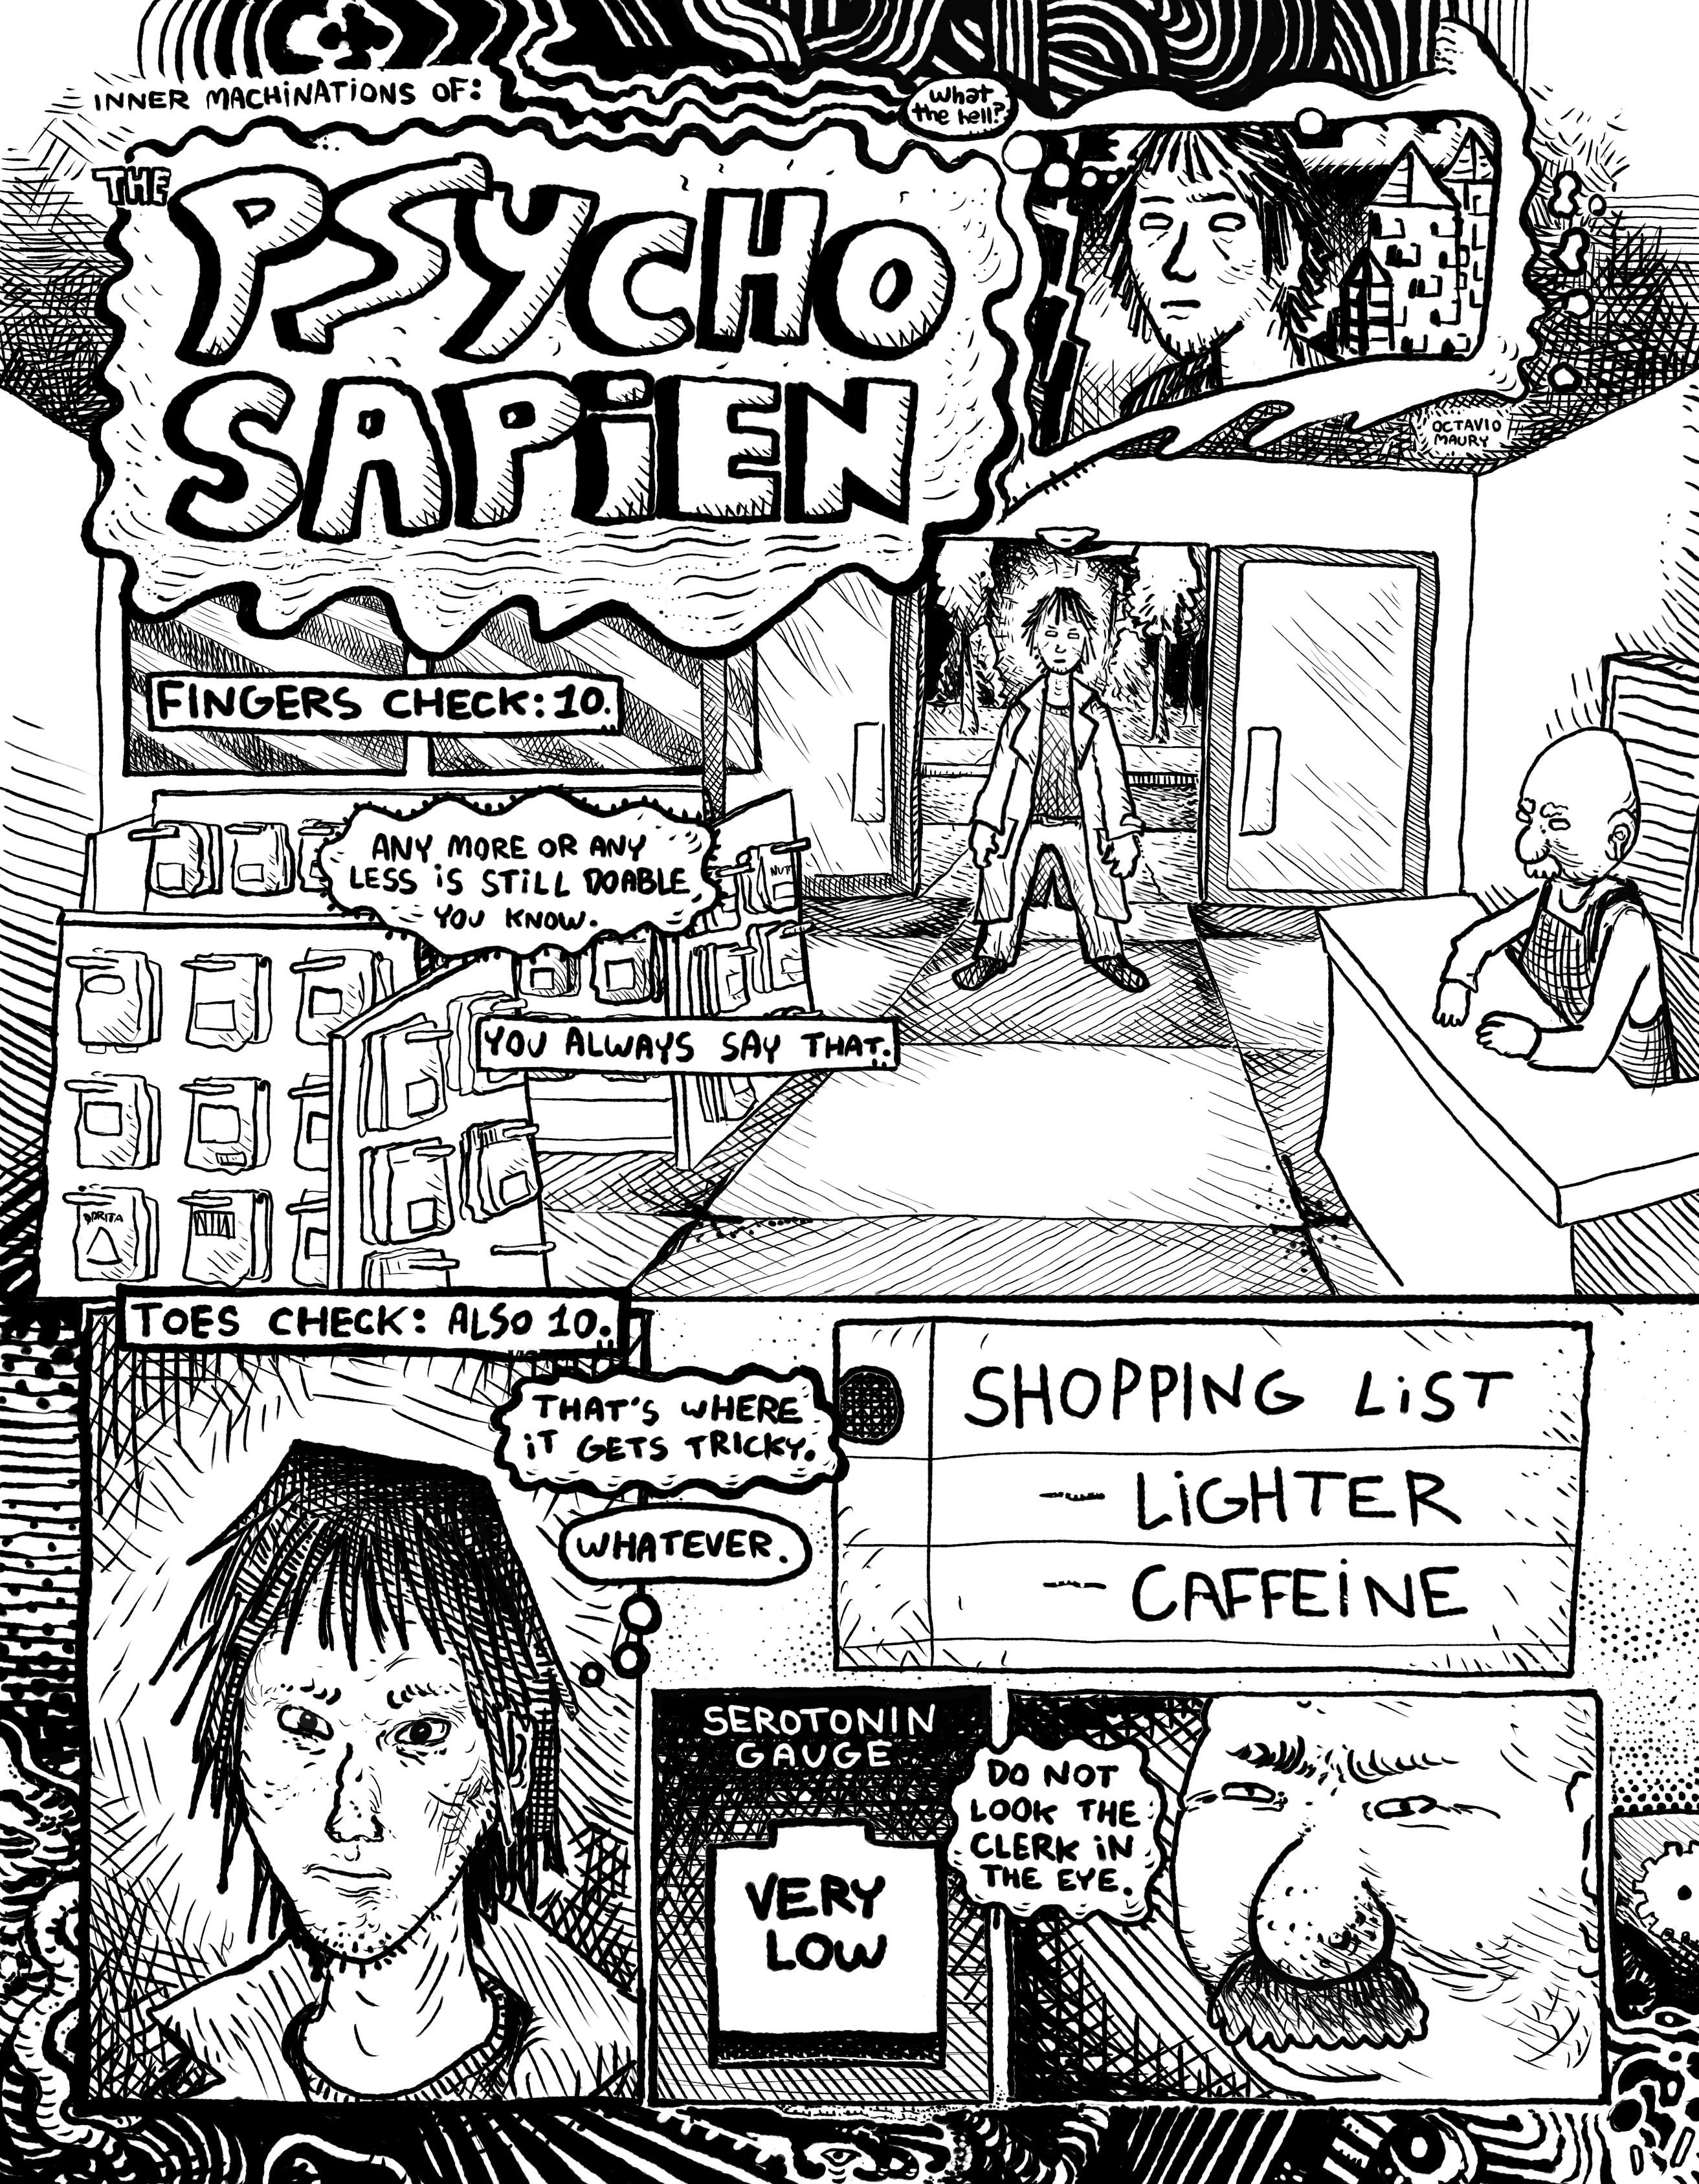 INNER MACHINATIONS OF:
What
the hell?
THE
PSYCHO
SAPIEN
OCTAVIO
MAURY
FINGERS CHECK: 10.
ANY MORE OR ANY
LESS IS STILL DOABLE
YOU KNOW.
NUT
YOU ALWAYS SAY THAT.
TOES CHECK: ALSO 10.
THAT'S WHERE
IT GETS TRICKY.
WHATEVER.
SHOPPING LIST
- LIGHTER
- CAFFEINE
SEROTONIN
GAUGE
VERY
LOW
DO NOT
LOOK THE
CLERK IN
THE EYE.